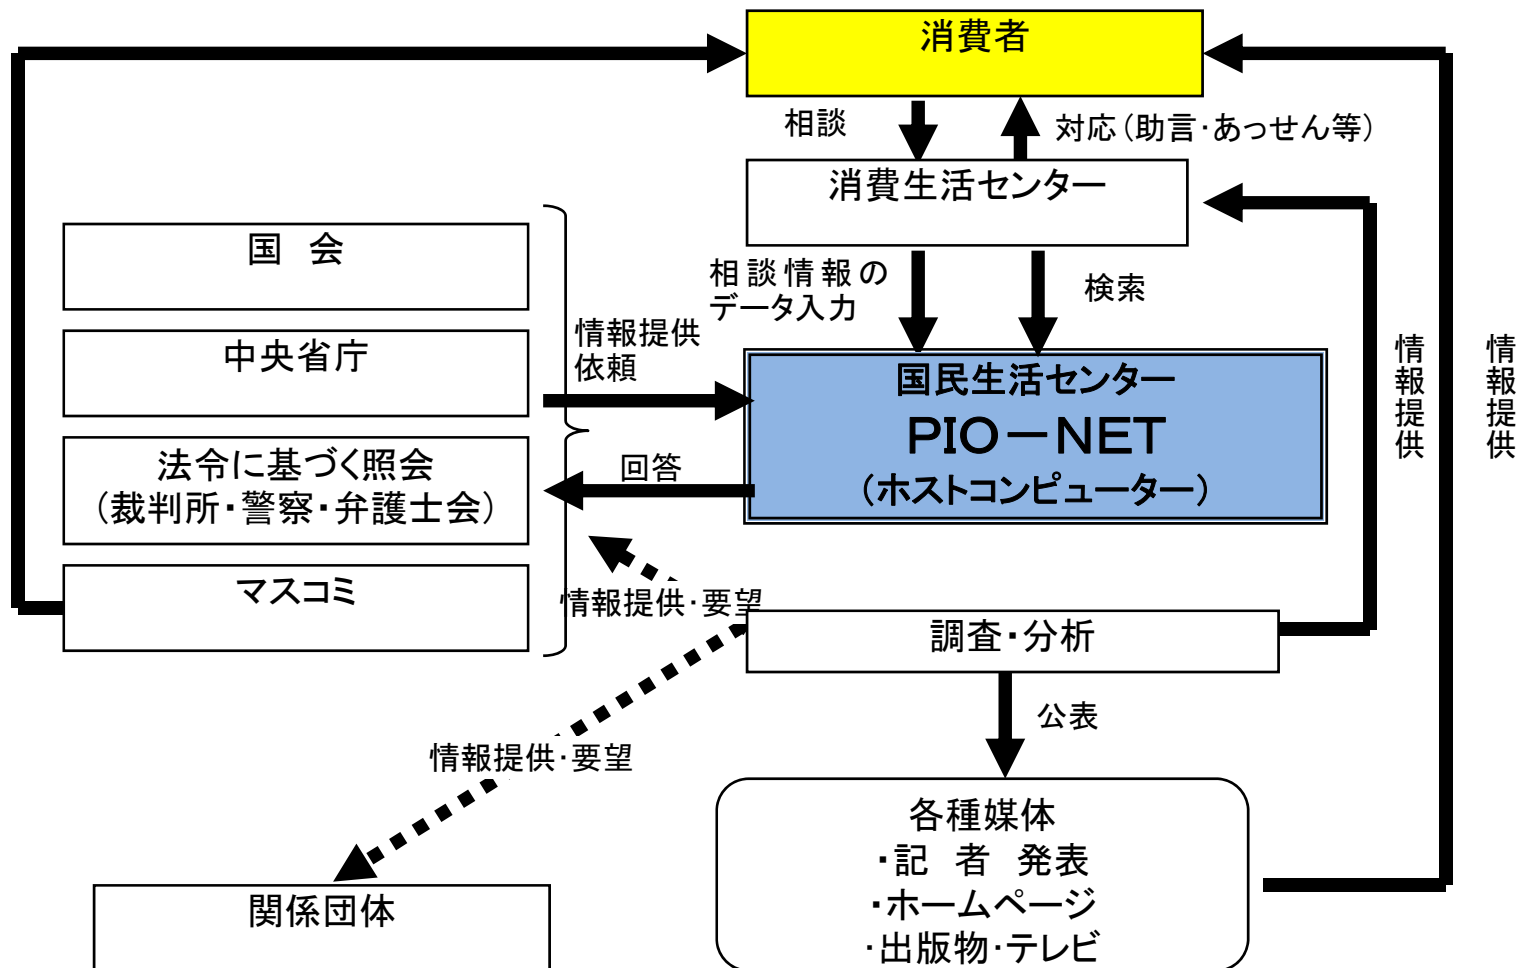 消費者
相談
対応（助言・あっせん等）
消費生活センター
国　会
相談情報の
データ入力
検索
中央省庁
情報提供
依頼
国民生活センター
ＰＩＯ－ＮＥＴ
（ホストコンピューター）
情報提供
情報提供
法令に基づく照会
（裁判所・警察・弁護士会）
回答
マスコミ
情報提供・要望
調査・分析
公表
情報提供・要望
各種媒体
・記　者　発表
・ホームページ
・出版物・テレビ
関係団体